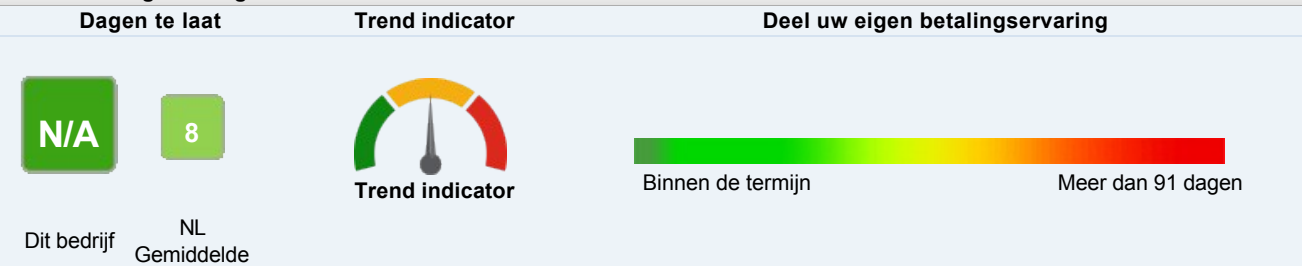 Dagen te laat
Trend indicator
Deel uw eigen betalingservaring
N/A
8
Trend indicator
Binnen de termijn
Meer dan 91 dagen
Dit bedrijf
NL
Gemiddelde